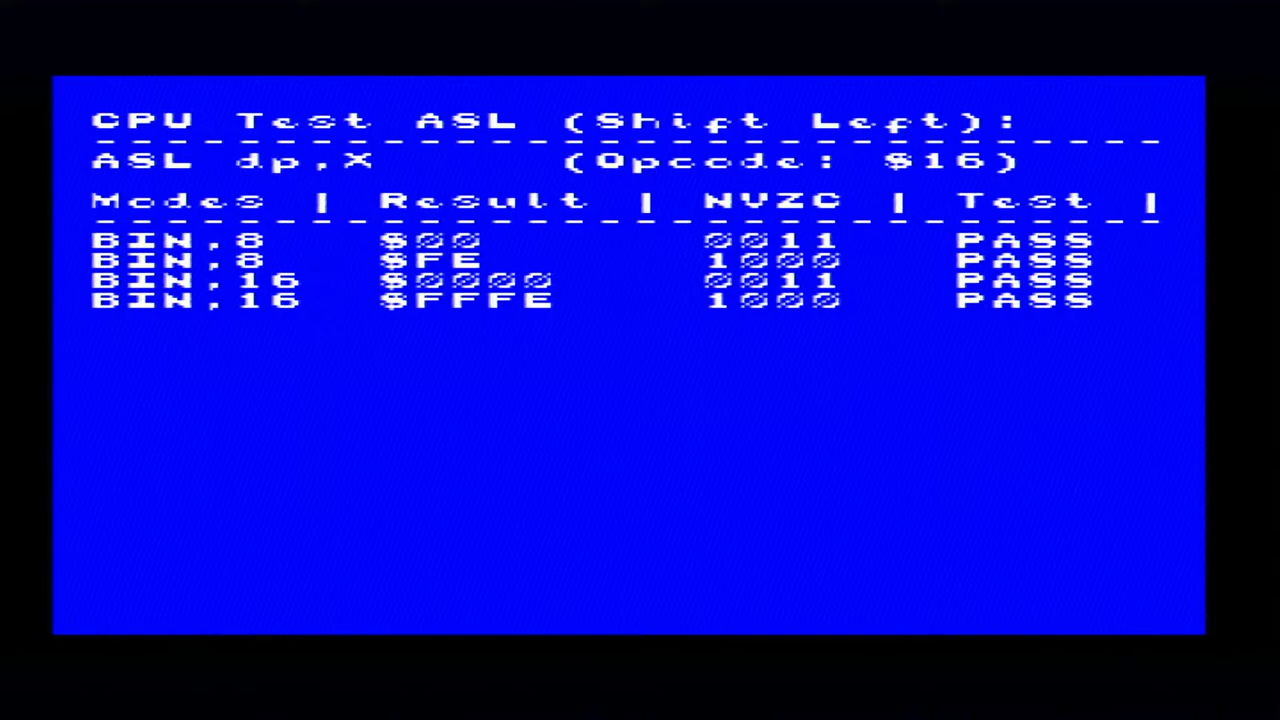 CPU Test ASL (Shift Left):
------------------------------
ASL dp,X (Opcode: $16)
Modes | Result | NVZC | Test |
------------------------------
BIN,8 $00 0011 PASS
BIN,8 $FE 1000 PASS
BIN,16 $0000 0011 PASS
BIN,16 $FFFE 1000 PASS